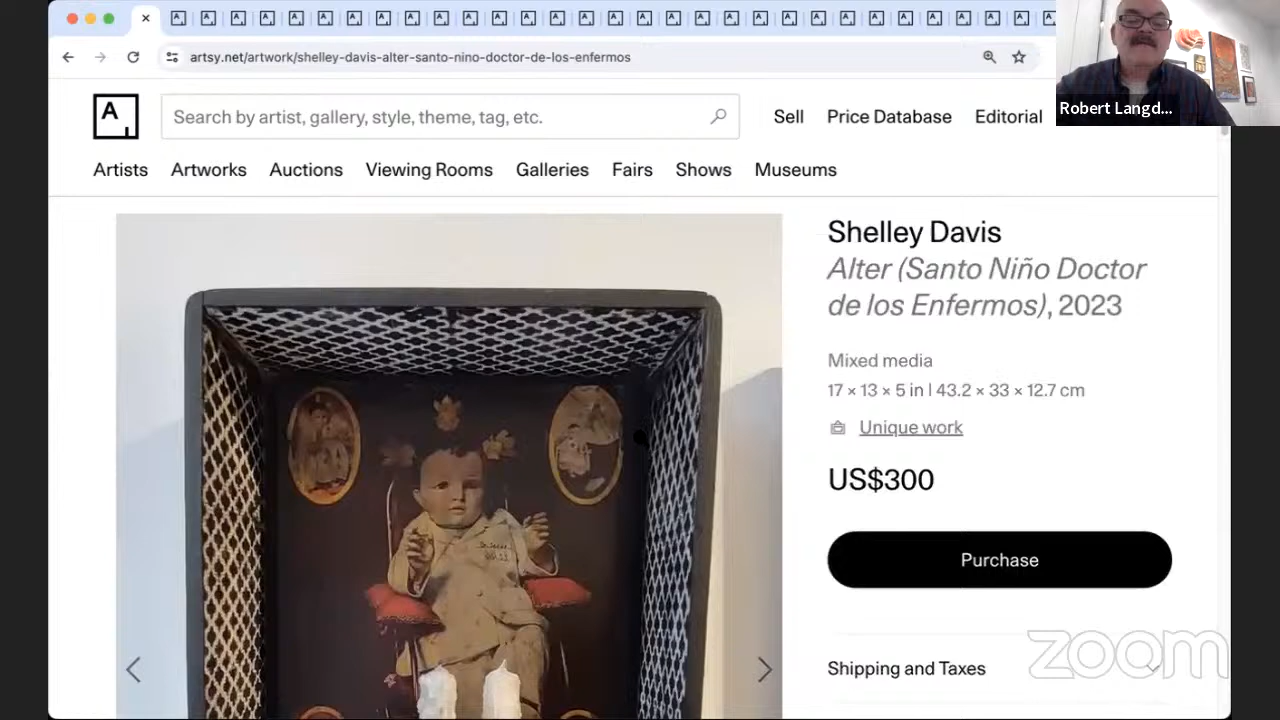 artsy.net/artwork/shelley-davis-alter-santo-nino-doctor-de-los-enfermos
Robert Langd...
A
Search by artist, gallery, style, theme, tag, etc.
Sell
Price Database
Editorial
Artists
Artworks
Auctions
Viewing Rooms
Galleries
Fairs
Shows
Museums
Shelley Davis
Alter (Santo Niño Doctor
de los Enfermos), 2023
Mixed media
17 × 13 × 5 in | 43.2 × 33 × 12.7 cm
Unique work
US$300
Purchase
Shipping and Taxes
zoom